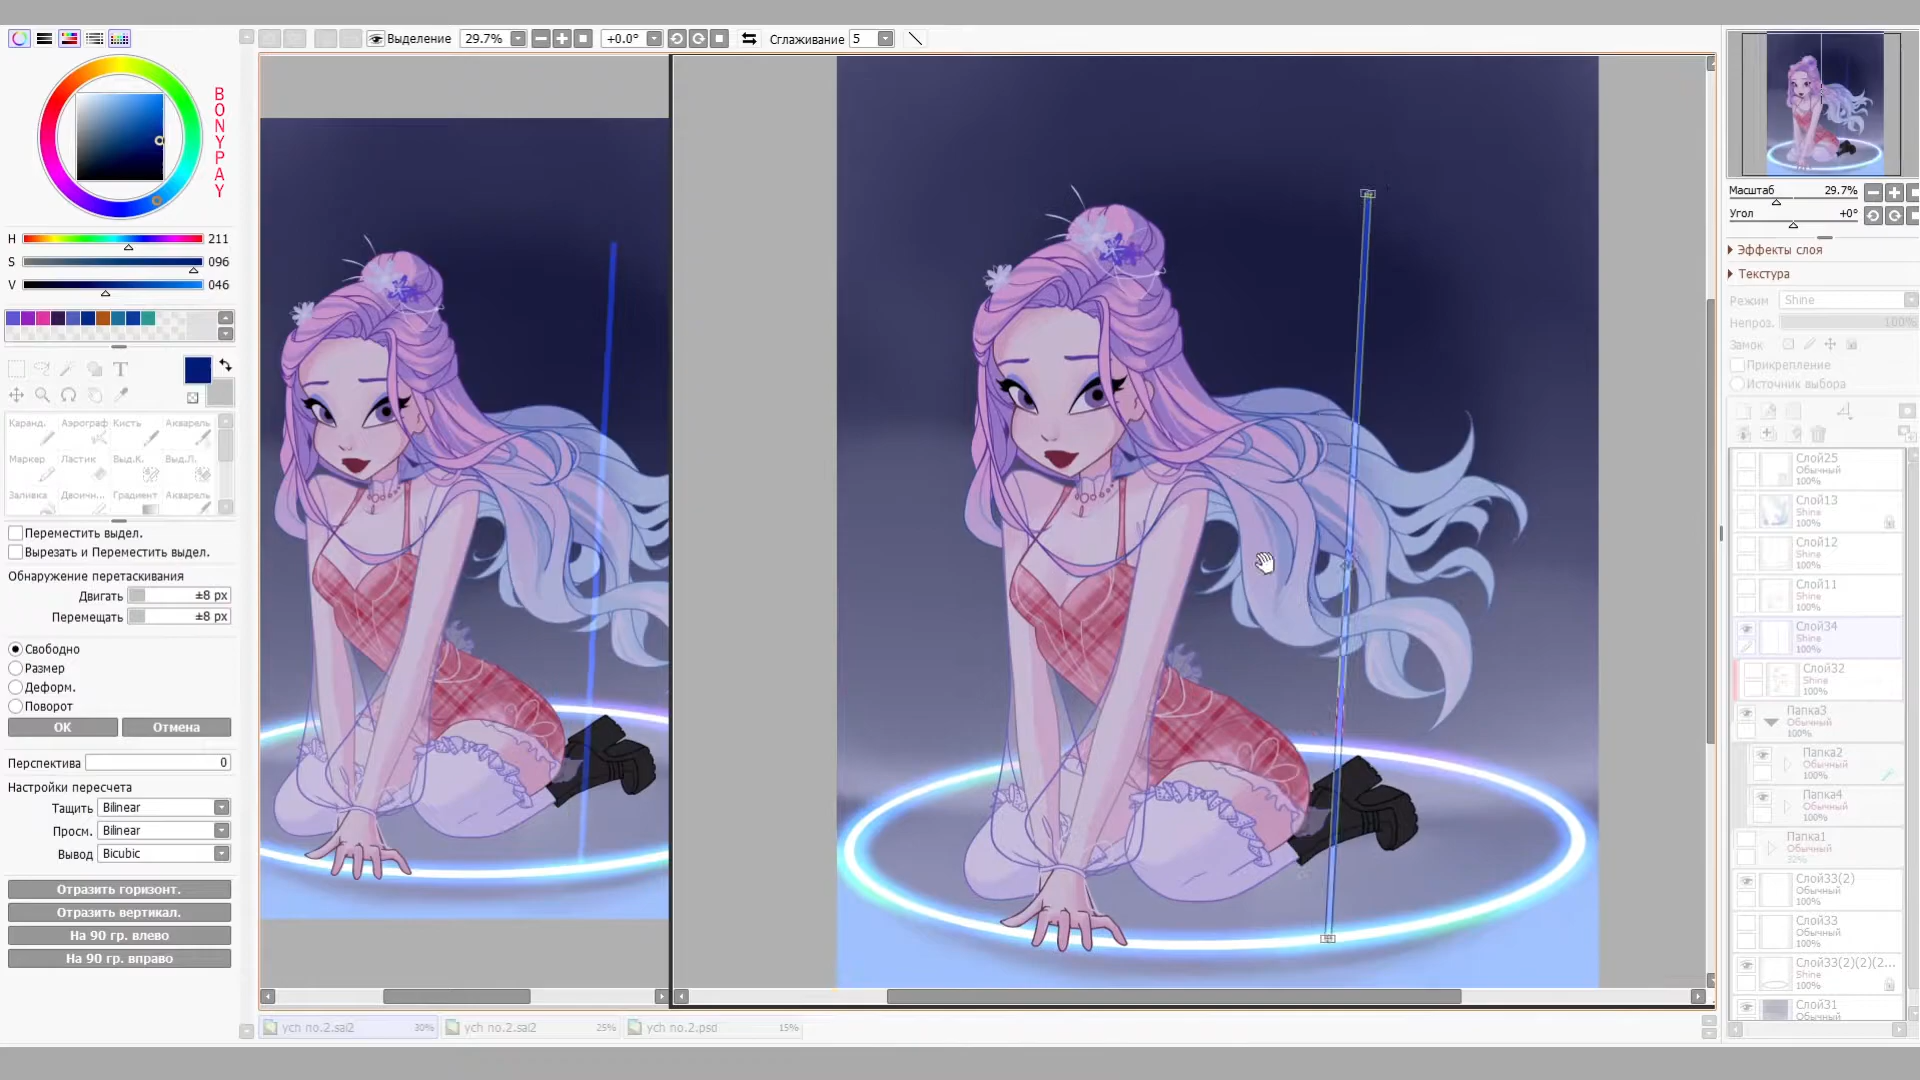 Выделение 29.7% +0.0° Сглаживание 5
BONYPAY
H 211
S 096
V 046
T
Каранд. Аэрограф Кисть Акварель
Маркер Ластик Выд.К. Выд.Л.
Заливка Двоичн... Градиент Акварель
Переместить выдел.
Вырезать и Переместить выдел.
Обнаружение перетаскивания
Двигать ±8 px
Перемещать ±8 px
Свободно
Размер
Деформ.
Поворот
OK Отмена
Перспектива 0
Настройки пересчета
Тащить Bilinear
Просм. Bilinear
Вывод Bicubic
Отразить горизонт.
Отразить вертикал.
На 90 гр. влево
На 90 гр. вправо
ych no.2.sai2 30% ych no.2.sai2 25% ych no.2.psd 15%
Масштаб 29.7%
Угол +0°
Эффекты слоя
Текстура
Режим Shine
Непроз. 100%
Замок
Прикрепление
Источник выбора
Слой25
Обычный
100%
Слой13
Shine
100%
Слой12
Shine
100%
Слой11
Shine
100%
Слой34
Shine
100%
Слой32
Shine
100%
Папка3
Обычный
100%
Папка2
Обычный
100%
Папка4
Обычный
100%
Папка1
Обычный
32%
Слой33(2)
Обычный
100%
Слой33
Обычный
100%
Слой33(2)(2)(2...
Shine
100%
Слой31
Обычный